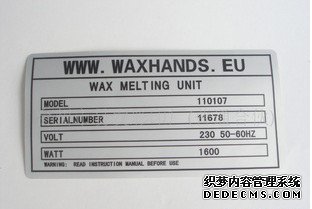 WWW. WAXHANDS. EU
WAX MELTING UNIT
MODEL 110107
SERIALNUMBER 11678
VOLT 230 50-60HZ
WATT 1600
WARNING: READ INSTRUCTION MANUAL BEFORE USE
织梦内容管理系统
DEDECMS.COM